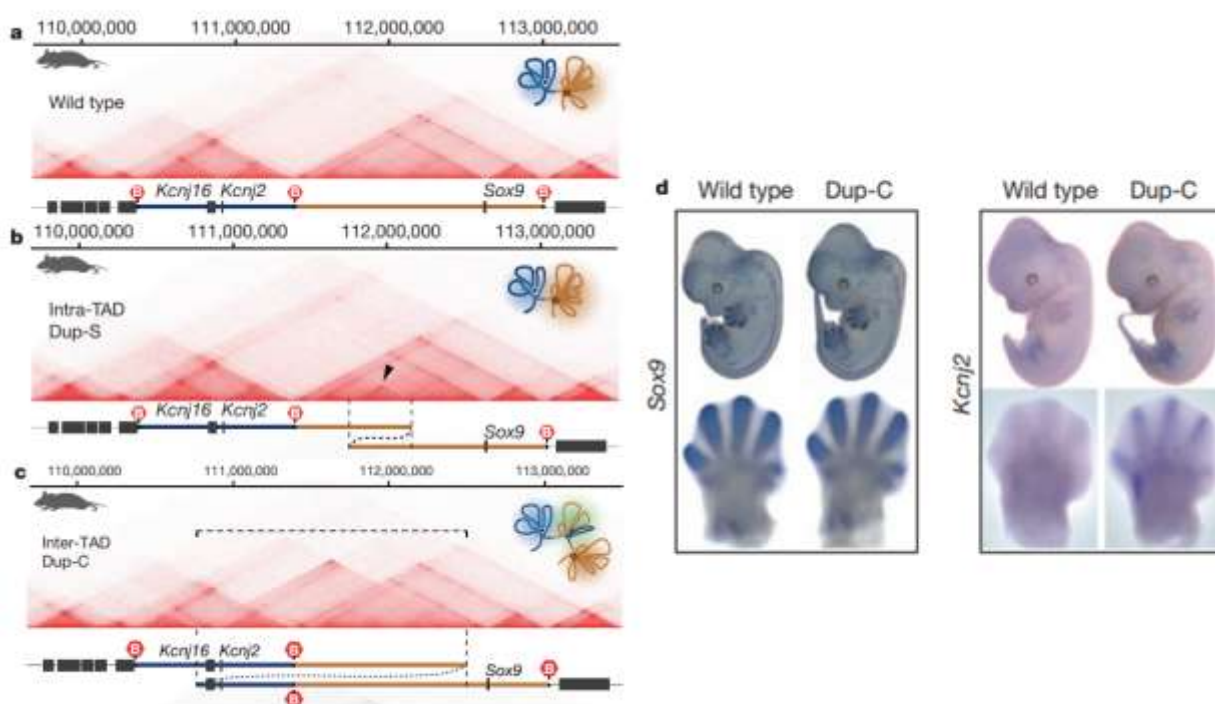 a
110,000,000 111,000,000 112,000,000 113,000,000
Wild type
B Kcnj16 Kcnj2 B Sox9 B
b
110,000,000 111,000,000 112,000,000 113,000,000
Intra-TAD
Dup-S
B Kcnj16 Kcnj2 B
Sox9 B
c
110,000,000 111,000,000 112,000,000 113,000,000
Inter-TAD
Dup-C
B Kcnj16 Kcnj2 B
Sox9 B
B
d
Wild type Dup-C
Sox9
Wild type Dup-C
Kcnj2